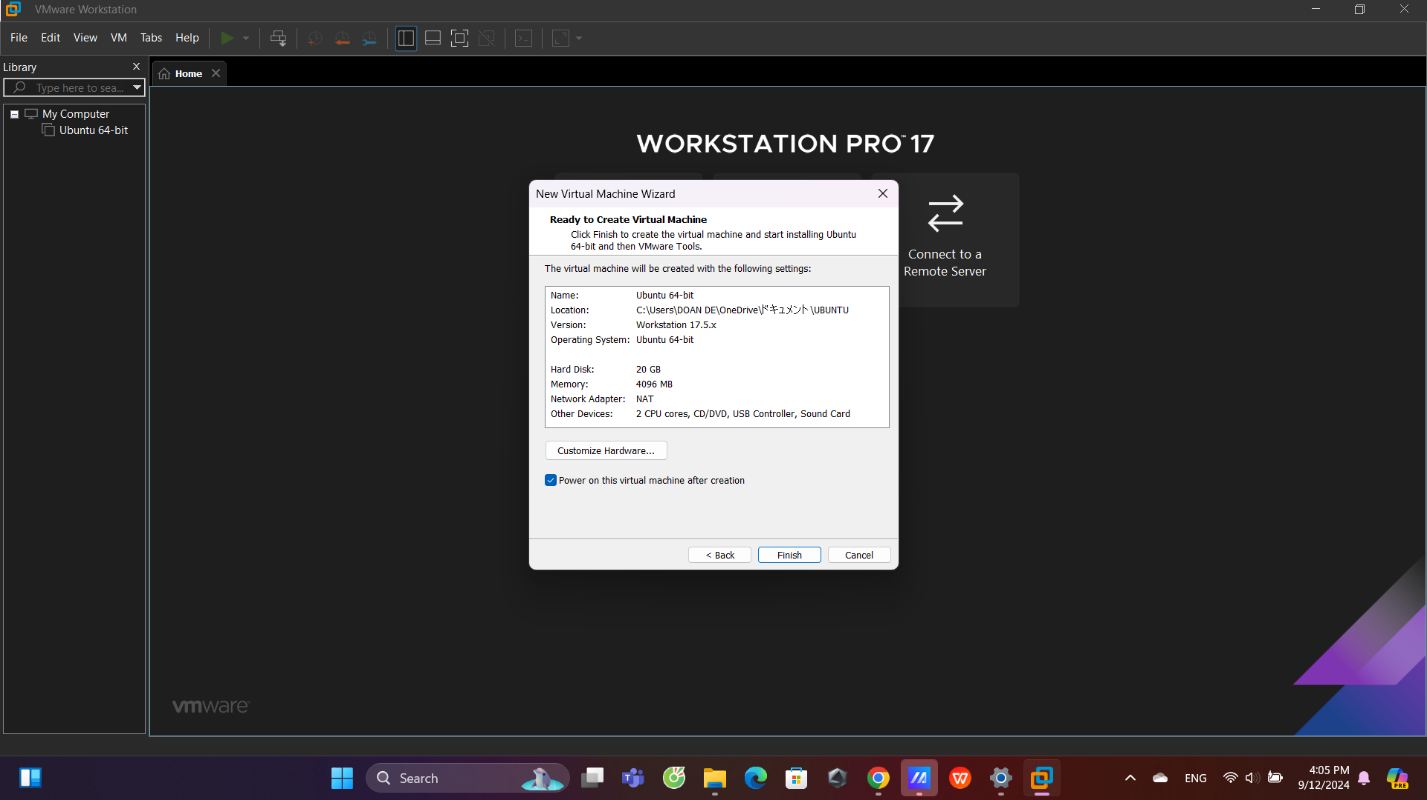 VMware Workstation
File Edit View VM Tabs Help
Library
Type here to sea...
My Computer
Ubuntu 64-bit
Home
WORKSTATION PRO™ 17
Connect to a
Remote Server
New Virtual Machine Wizard
Ready to Create Virtual Machine
Click Finish to create the virtual machine and start installing Ubuntu
64-bit and then VMware Tools.
The virtual machine will be created with the following settings:
Name: Ubuntu 64-bit
Location: C:\Users\DOAN DE\OneDrive\ドキュメント\UBUNTU
Version: Workstation 17.5.x
Operating System: Ubuntu 64-bit
Hard Disk: 20 GB
Memory: 4096 MB
Network Adapter: NAT
Other Devices: 2 CPU cores, CD/DVD, USB Controller, Sound Card
Customize Hardware...
Power on this virtual machine after creation
< Back Finish Cancel
vmware
Search
ENG
4:05 PM
9/12/2024
PRE